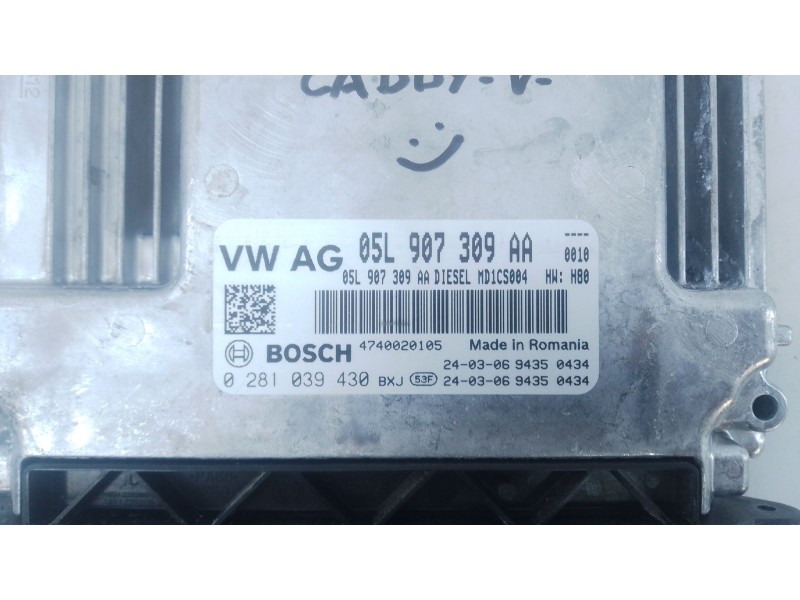 CADDY-V-
12
VW AG 05L 907 309 AA ---- 0010
05L 907 309 AA DIESEL MD1CS004 HW: H80
BOSCH 4740020105 Made in Romania
24-03-06 9435 0434
0 281 039 430 BXJ 53F 24-03-06 9435 0434